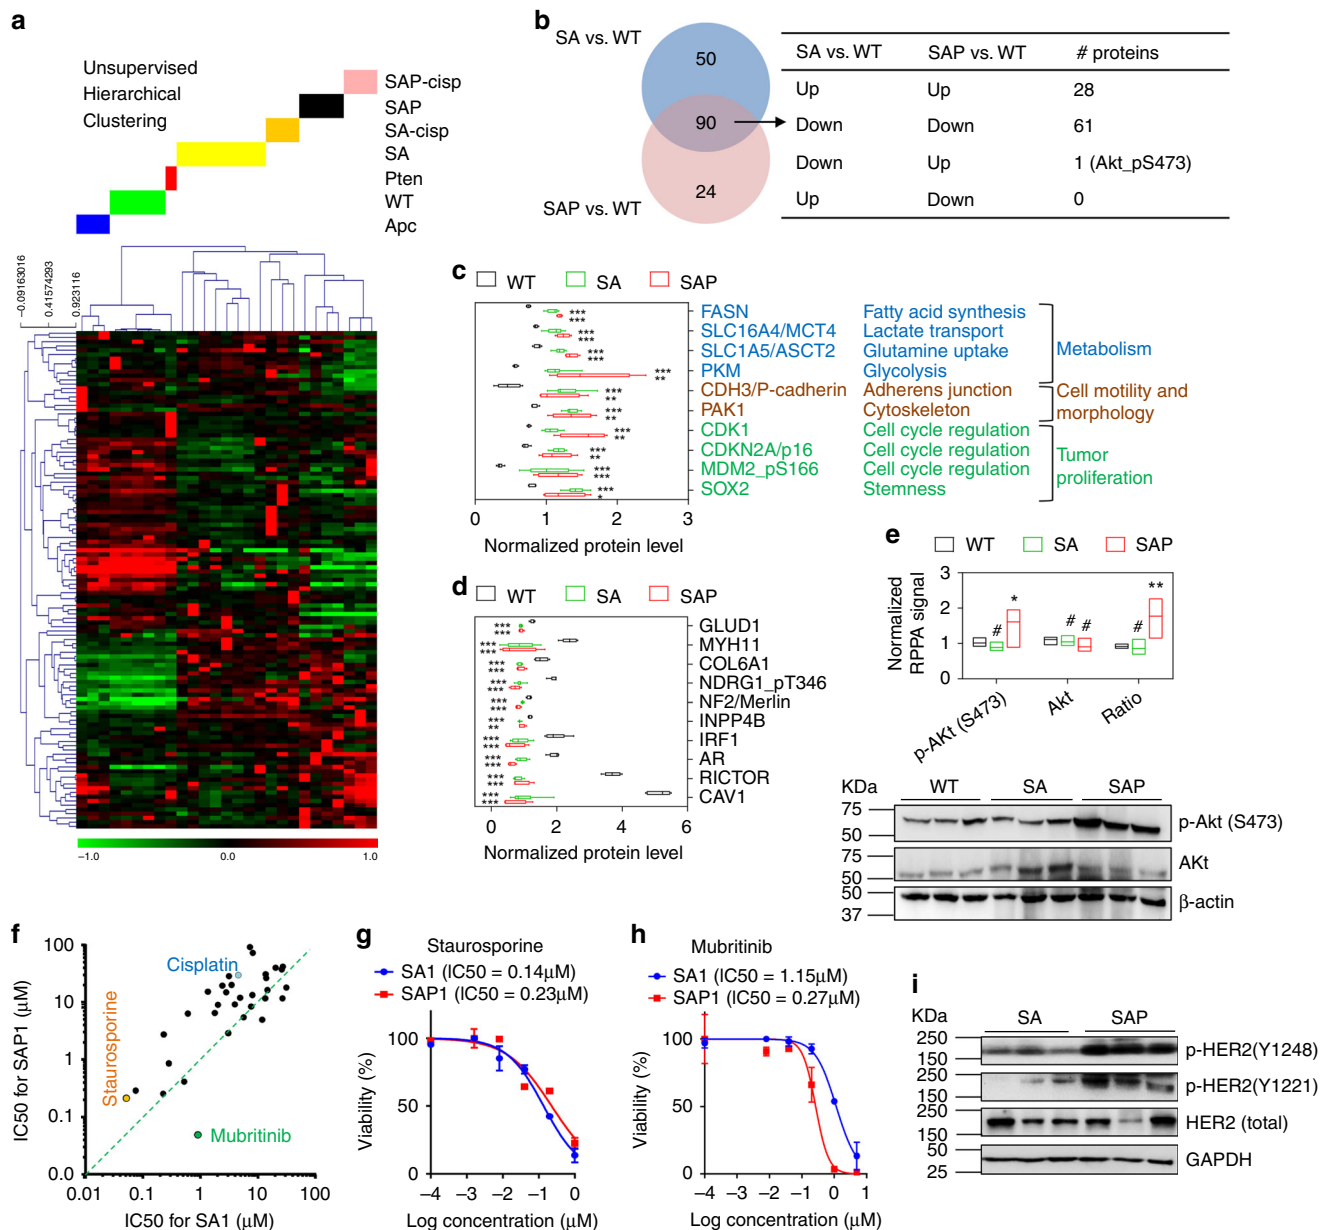 a
Unsupervised
Hierarchical
Clustering
SAP-cisp
SAP
SA-cisp
SA
Pten
WT
Apc
-0.09163016
0.41574293
0.923116
−1.0 0.0 1.0
b
SA vs. WT
50
90
24
SAP vs. WT
SA vs. WT SAP vs. WT # proteins
Up Up 28
Down Down 61
Down Up 1 (Akt_pS473)
Up Down 0
c
WT SA SAP
*** *** FASN Fatty acid synthesis
*** *** SLC16A4/MCT4 Lactate transport
*** *** SLC1A5/ASCT2 Glutamine uptake
*** ** PKM Glycolysis
*** ** CDH3/P-cadherin Adherens junction
*** ** PAK1 Cytoskeleton
*** ** CDK1 Cell cycle regulation
*** ** CDKN2A/p16 Cell cycle regulation
*** *** MDM2_pS166 Cell cycle regulation
*** * SOX2 Stemness
Metabolism
Cell motility and
morphology
Tumor
proliferation
0 1 2 3
Normalized protein level
d
WT SA SAP
*** *** GLUD1
*** *** MYH11
*** ** COL6A1
*** *** NDRG1_pT346
*** *** NF2/Merlin
*** ** INPP4B
*** *** IRF1
*** *** AR
*** *** RICTOR
*** *** CAV1
0 2 4 6
Normalized protein level
e
WT SA SAP
Normalized
RPPA signal
3
2
1
0
# * # # # **
p-AKt (S473)
Akt
Ratio
KDa
WT SA SAP
75
50
p-Akt (S473)
75
50
AKt
50
37
β-actin
f
IC50 for SAP1 (μM)
100
10
1
0.1
0.0
Cisplatin
Staurosporine
Mubritinib
0.01 0.1 1 10 100
IC50 for SA1 (μM)
g
Staurosporine
SA1 (IC50 = 0.14μM)
SAP1 (IC50 = 0.23μM)
Viability (%)
100
50
0
−4 −3 −2 −1 0
Log concentration (μM)
h
Mubritinib
SA1 (IC50 = 1.15μM)
SAP1 (IC50 = 0.27μM)
Viability (%)
100
50
0
−4 −3 −2 −1 0 1
Log concentration (μM)
i
KDa
SA SAP
250
150
p-HER2(Y1248)
250
150
p-HER2(Y1221)
250
150
HER2 (total)
50
25
GAPDH